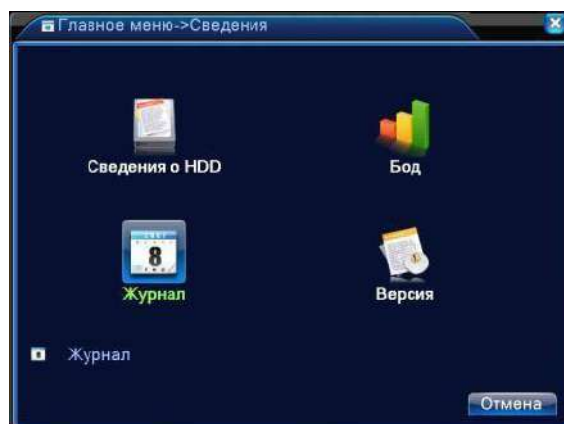 Главное меню->Сведения
Сведения о HDD
Бод
8
Журнал
Версия
Журнал
Отмена